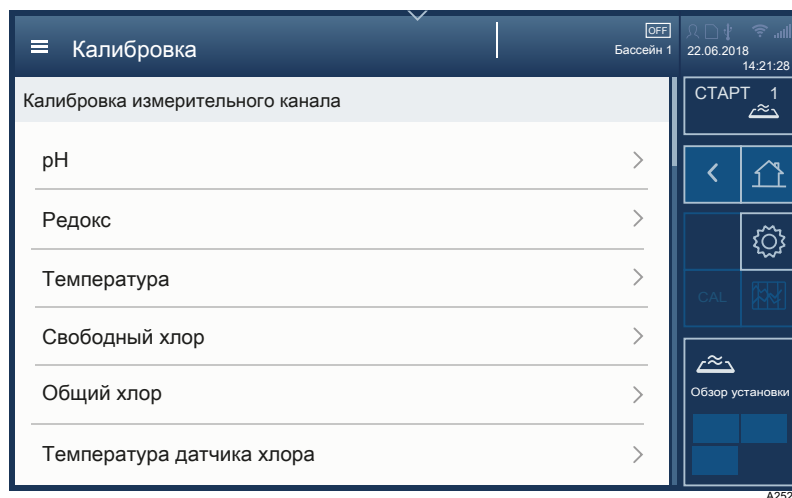 Калибровка
OFF
Бассейн 1
22.06.2018
14:21:28
Калибровка измерительного канала
pH
Редокс
Температура
Свободный хлор
Общий хлор
Температура датчика хлора
СТАРТ 1
CAL
Обзор установки